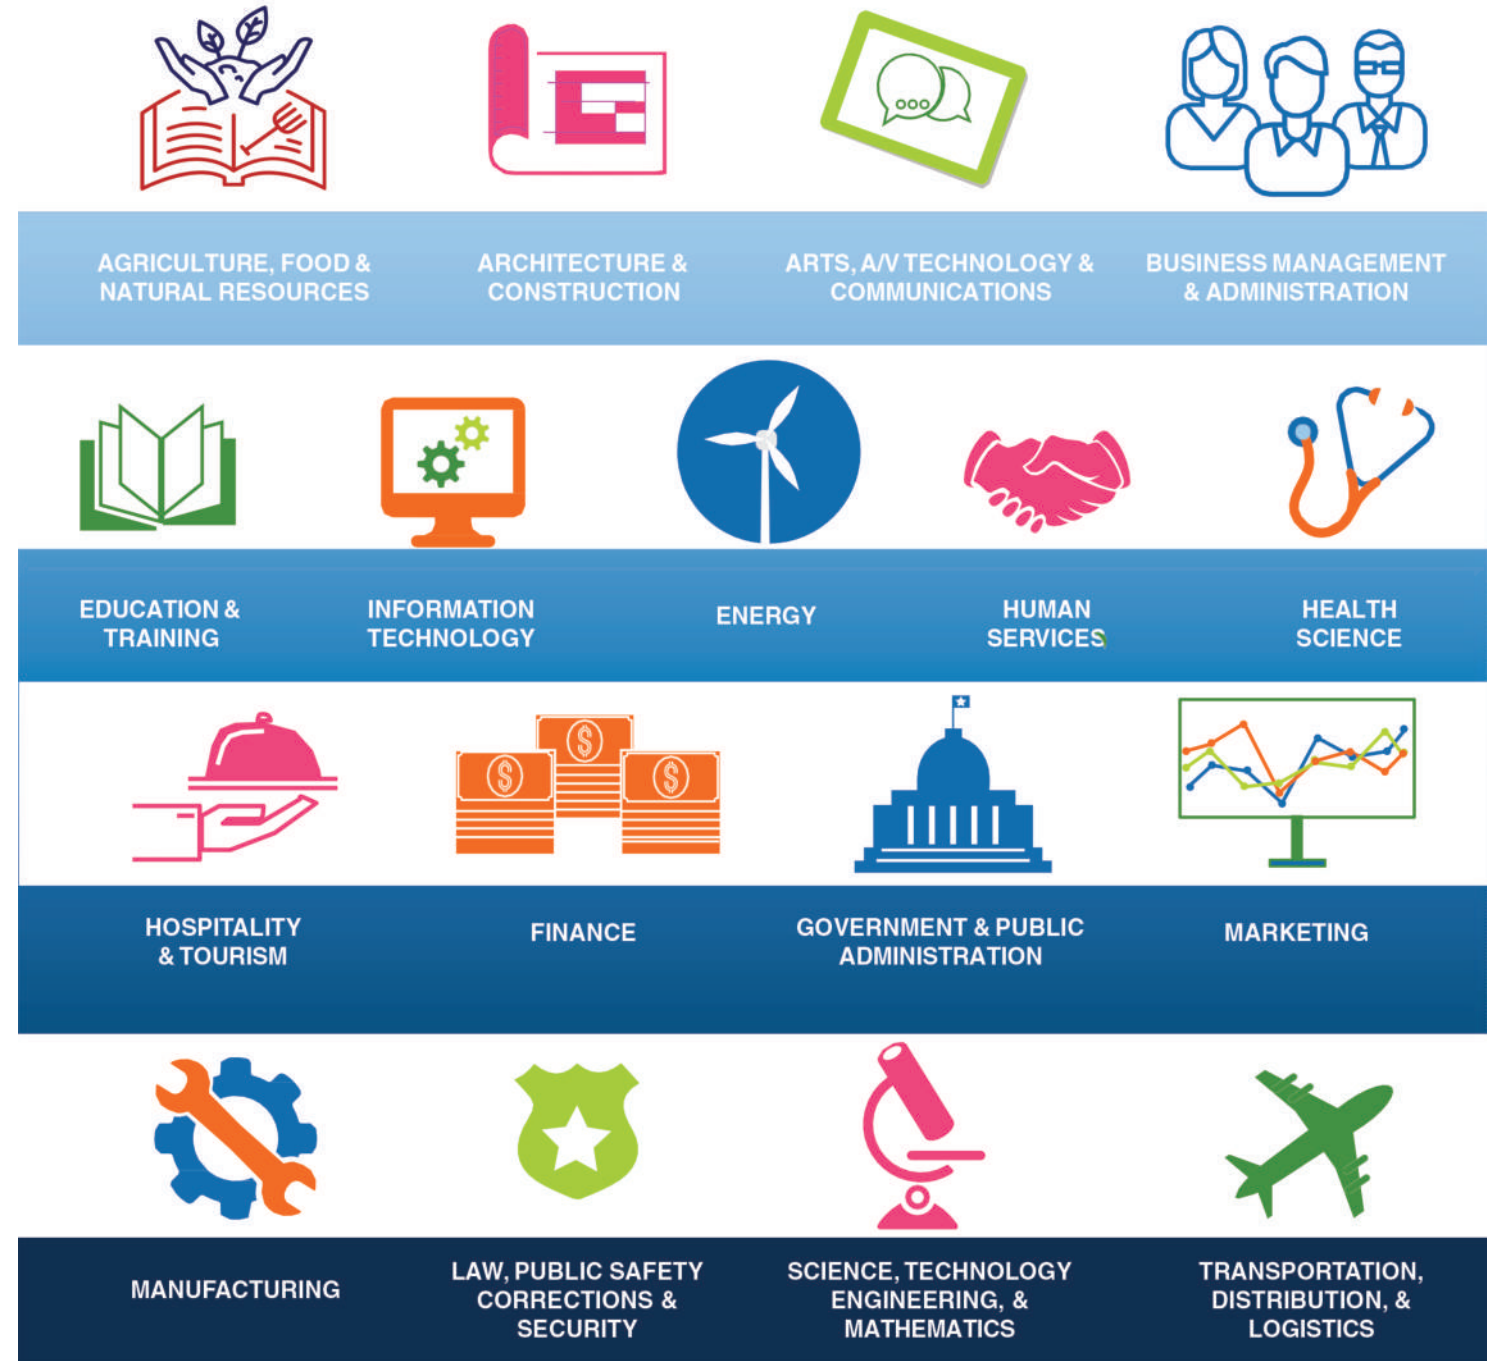 AGRICULTURE, FOOD &
NATURAL RESOURCES
ARCHITECTURE &
CONSTRUCTION
ARTS, A/V TECHNOLOGY &
COMMUNICATIONS
BUSINESS MANAGEMENT
& ADMINISTRATION
EDUCATION &
TRAINING
INFORMATION
TECHNOLOGY
ENERGY
HUMAN
SERVICES
HEALTH
SCIENCE
$
$
$
HOSPITALITY
& TOURISM
FINANCE
GOVERNMENT & PUBLIC
ADMINISTRATION
MARKETING
MANUFACTURING
LAW, PUBLIC SAFETY
CORRECTIONS &
SECURITY
SCIENCE, TECHNOLOGY
ENGINEERING, &
MATHEMATICS
TRANSPORTATION,
DISTRIBUTION, &
LOGISTICS